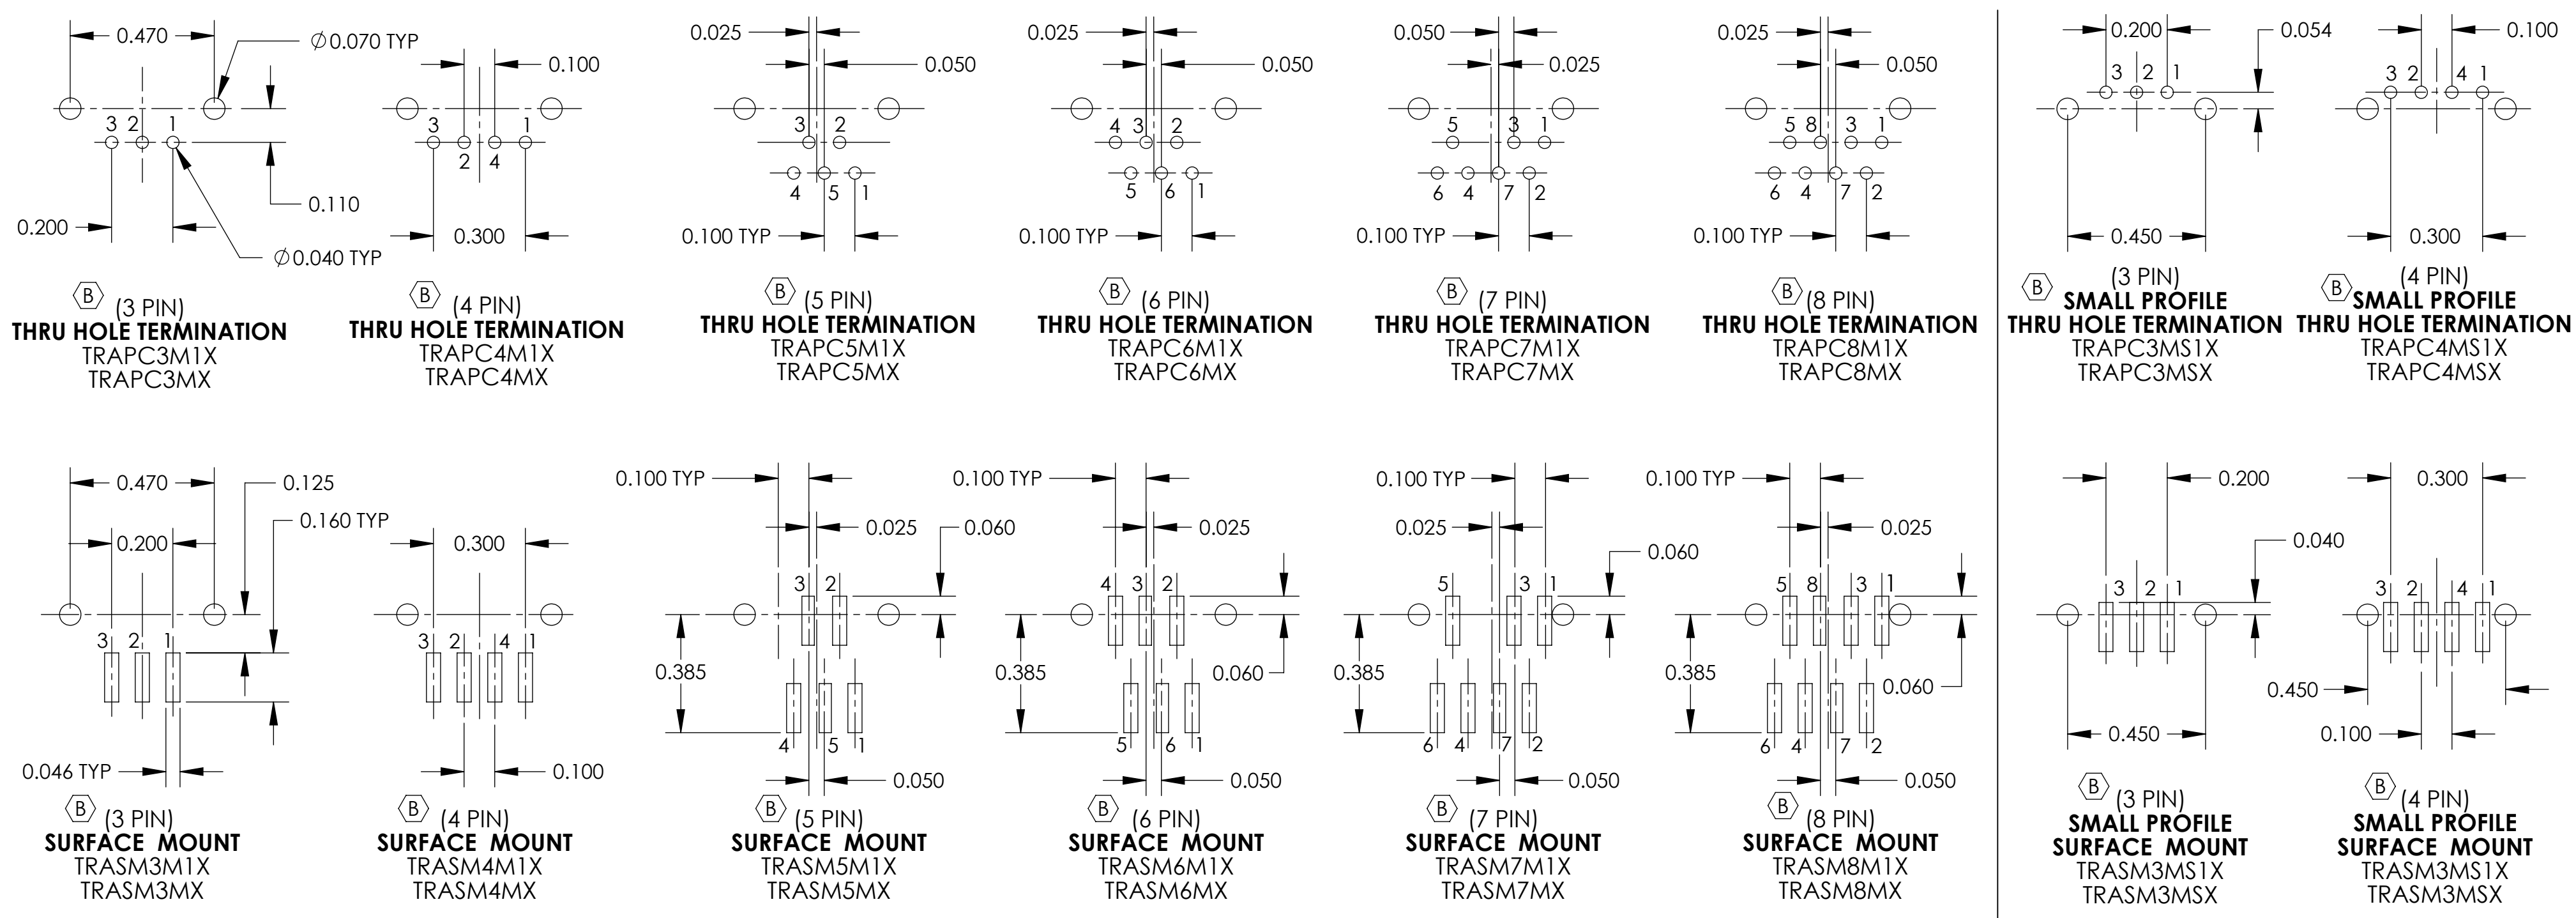 0.470
Ø0.070 TYP
3 2 1
0.110
0.200
Ø0.040 TYP
B
(3 PIN)
THRU HOLE TERMINATION
TRAPC3M1X
TRAPC3MX
0.100
3 1
2 4
0.300
B
(4 PIN)
THRU HOLE TERMINATION
TRAPC4M1X
TRAPC4MX
0.025
0.050
3 2
4 5 1
0.100 TYP
B
(5 PIN)
THRU HOLE TERMINATION
TRAPC5M1X
TRAPC5MX
0.025
0.050
4 3 2
5 6 1
0.100 TYP
B
(6 PIN)
THRU HOLE TERMINATION
TRAPC6M1X
TRAPC6MX
0.050
0.025
5 3 1
6 4 7 2
0.100 TYP
B
(7 PIN)
THRU HOLE TERMINATION
TRAPC7M1X
TRAPC7MX
0.025
0.050
5 8 3 1
6 4 7 2
0.100 TYP
B
(8 PIN)
THRU HOLE TERMINATION
TRAPC8M1X
TRAPC8MX
0.200
0.054
3 2 1
0.450
B
(3 PIN)
SMALL PROFILE
THRU HOLE TERMINATION
TRAPC3MS1X
TRAPC3MSX
0.100
3 2 4 1
0.300
B
(4 PIN)
SMALL PROFILE
THRU HOLE TERMINATION
TRAPC4MS1X
TRAPC4MSX
0.470
0.125
0.160 TYP
0.200
3 2 1
0.046 TYP
B
(3 PIN)
SURFACE MOUNT
TRASM3M1X
TRASM3MX
0.300
3 2 4 1
0.100
B
(4 PIN)
SURFACE MOUNT
TRASM4M1X
TRASM4MX
0.100 TYP
0.025
0.060
3 2
0.385
4 5 1
0.050
B
(5 PIN)
SURFACE MOUNT
TRASM5M1X
TRASM5MX
0.100 TYP
0.025
4 3 2
0.385
0.060
5 6 1
0.050
B
(6 PIN)
SURFACE MOUNT
TRASM6M1X
TRASM6MX
0.100 TYP
0.025
0.060
5 3 1
0.385
6 4 7 2
0.050
B
(7 PIN)
SURFACE MOUNT
TRASM7M1X
TRASM7MX
0.100 TYP
0.025
5 8 3 1
0.385
0.060
6 4 7 2
0.050
B
(8 PIN)
SURFACE MOUNT
TRASM8M1X
TRASM8MX
0.200
0.040
3 2 1
0.450
B
(3 PIN)
SMALL PROFILE
SURFACE MOUNT
TRASM3MS1X
TRASM3MSX
0.300
3 2 4 1
0.450
0.100
B
(4 PIN)
SMALL PROFILE
SURFACE MOUNT
TRASM3MS1X
TRASM3MSX